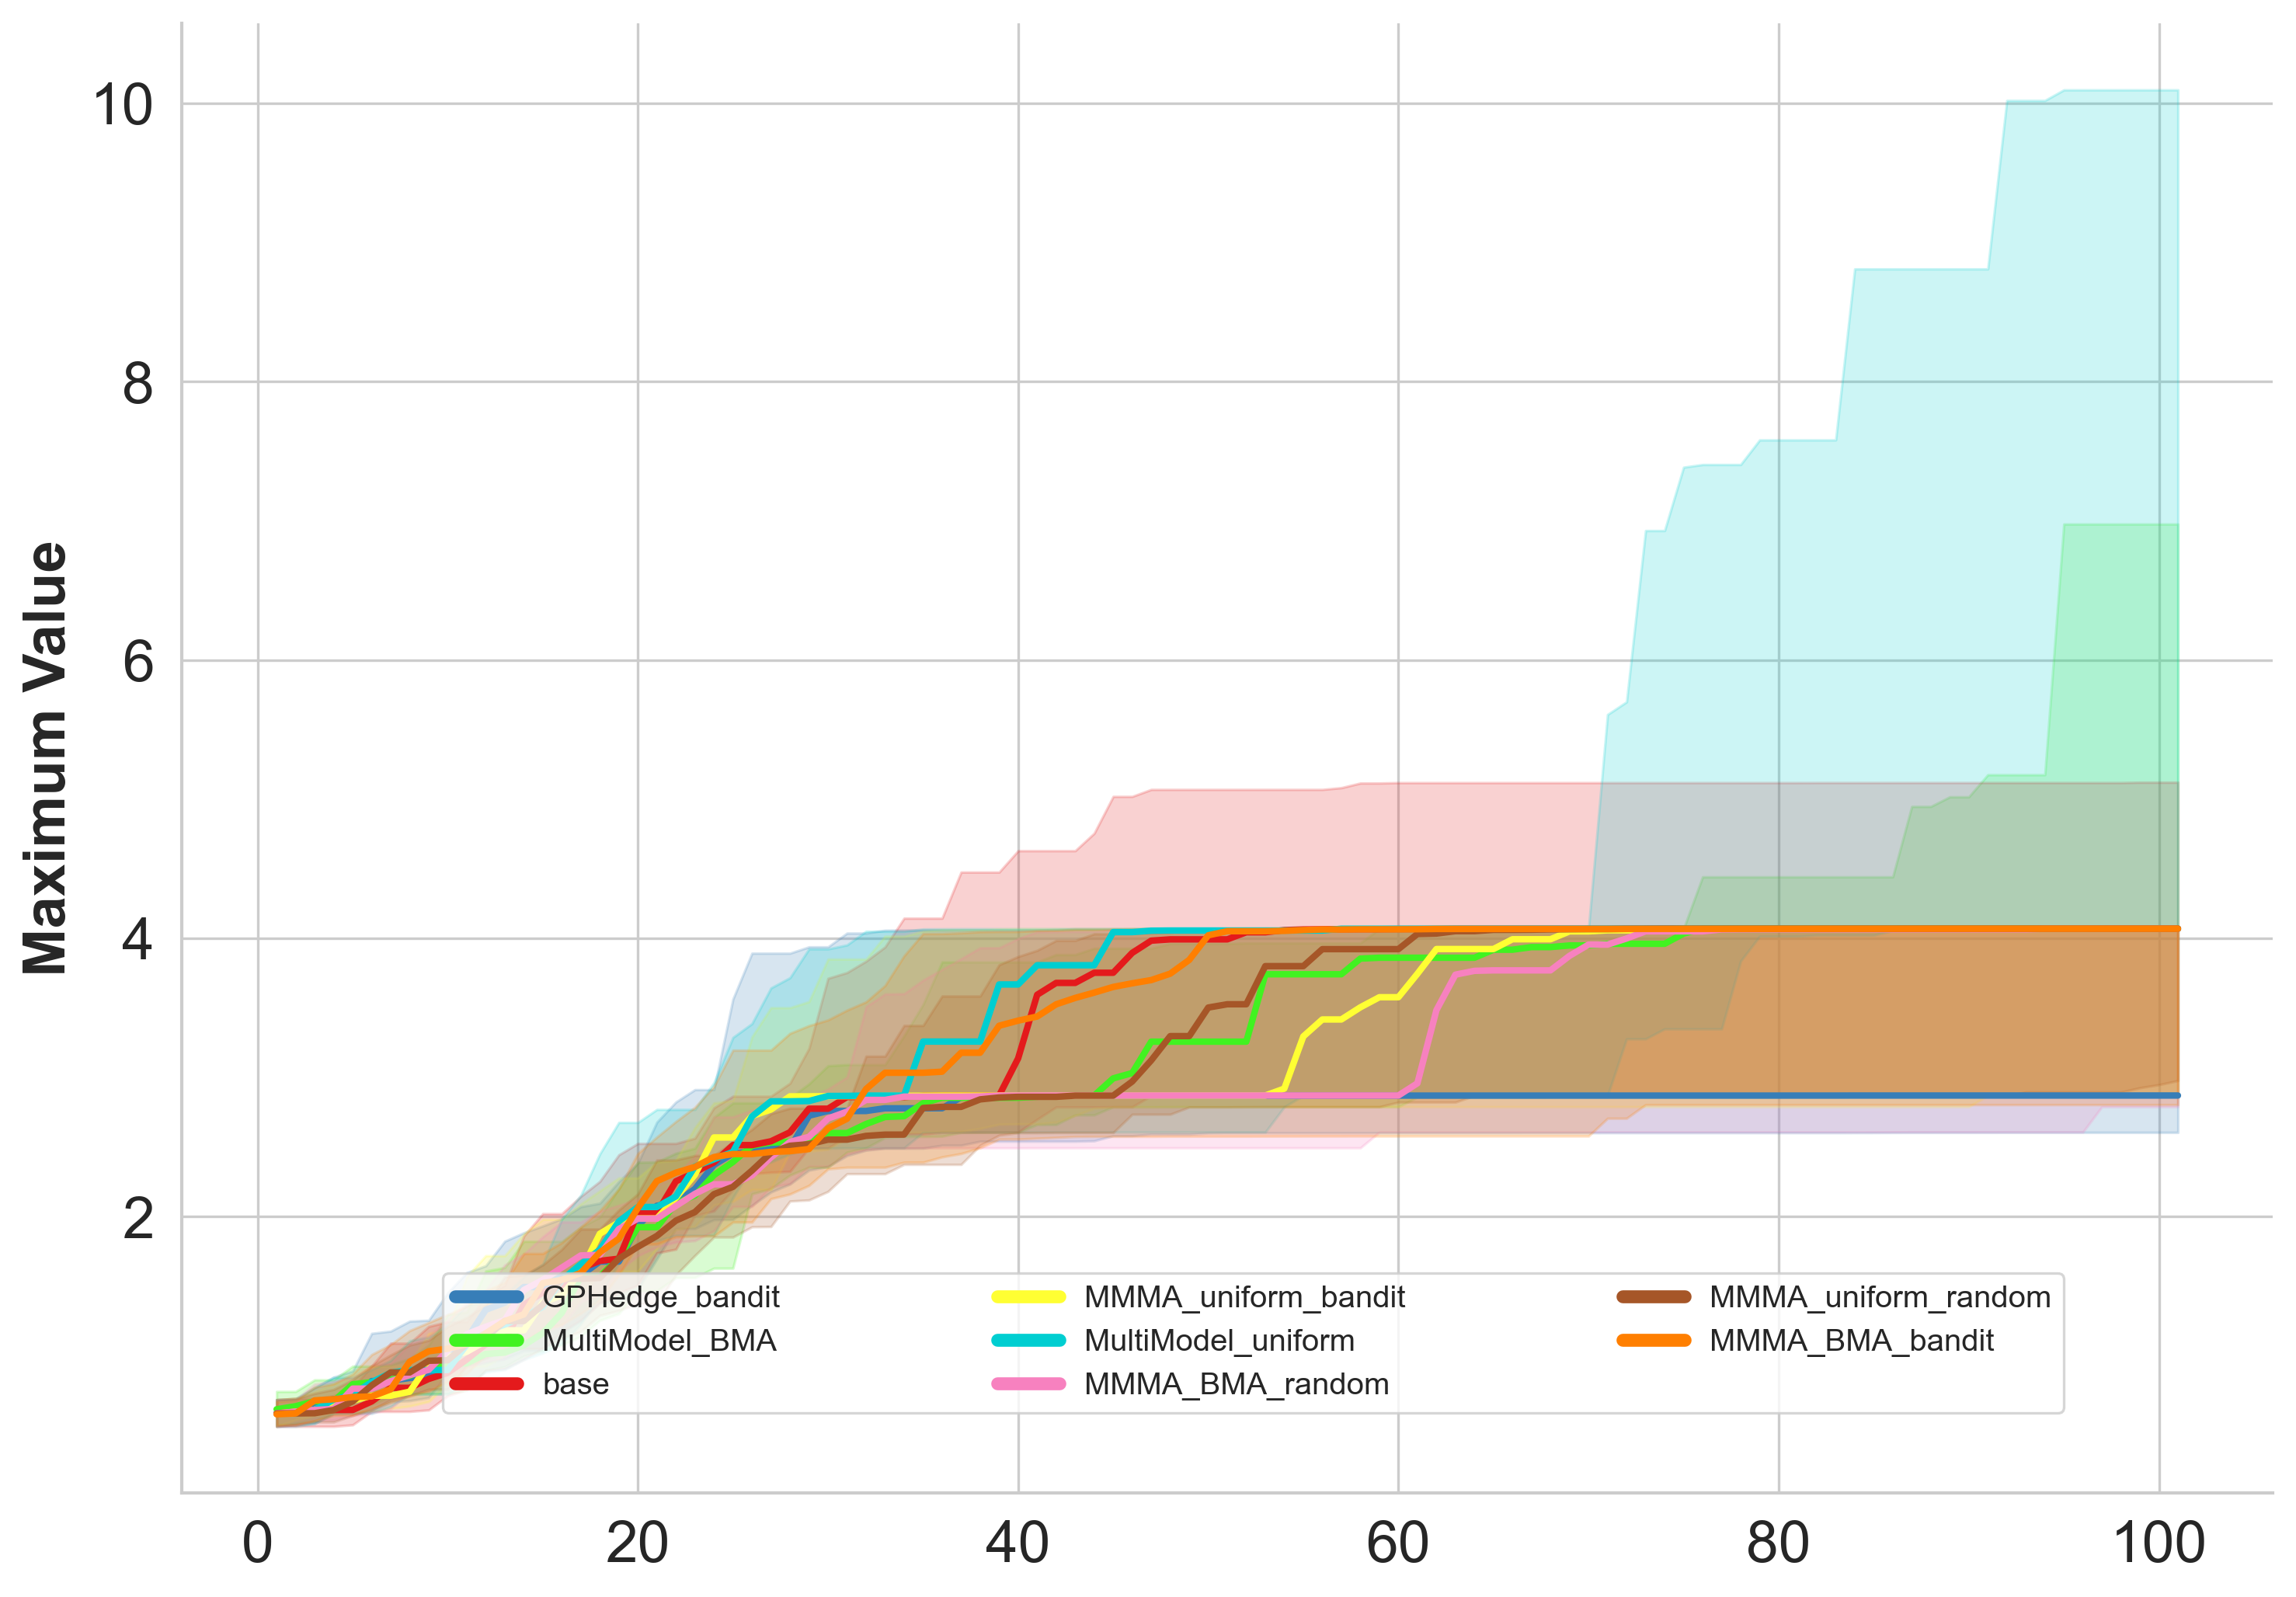 10
8
6
4
2
Maximum Value
GPHedge_bandit
MultiModel_BMA
base
MMMA_uniform_bandit
MultiModel_uniform
MMMA_BMA_random
MMMA_uniform_random
MMMA_BMA_bandit
0 20 40 60 80 100